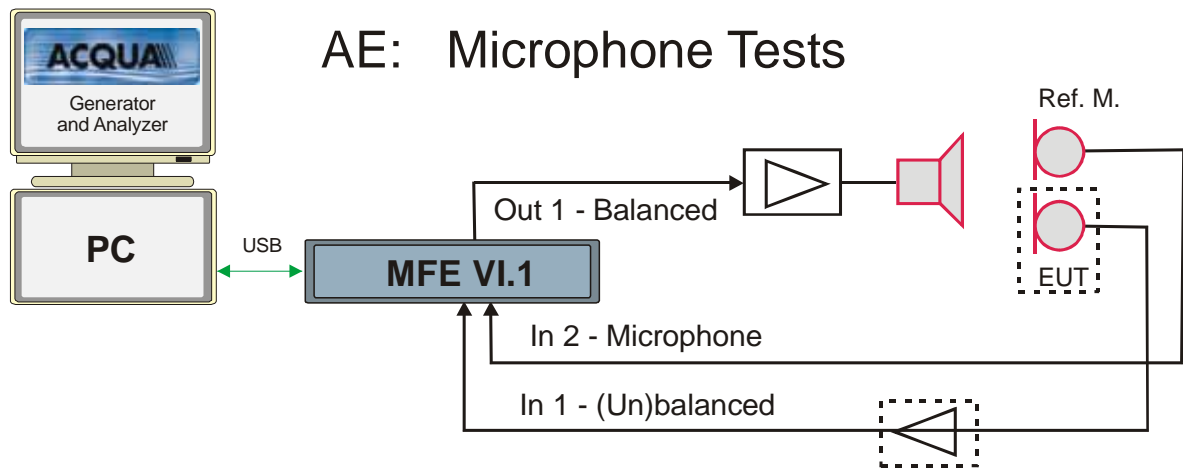 AE: Microphone Tests
ACQUA
Generator
and Analyzer
PC
USB
MFE VI.1
Out 1 - Balanced
Ref. M.
EUT
In 2 - Microphone
In 1 - (Un)balanced